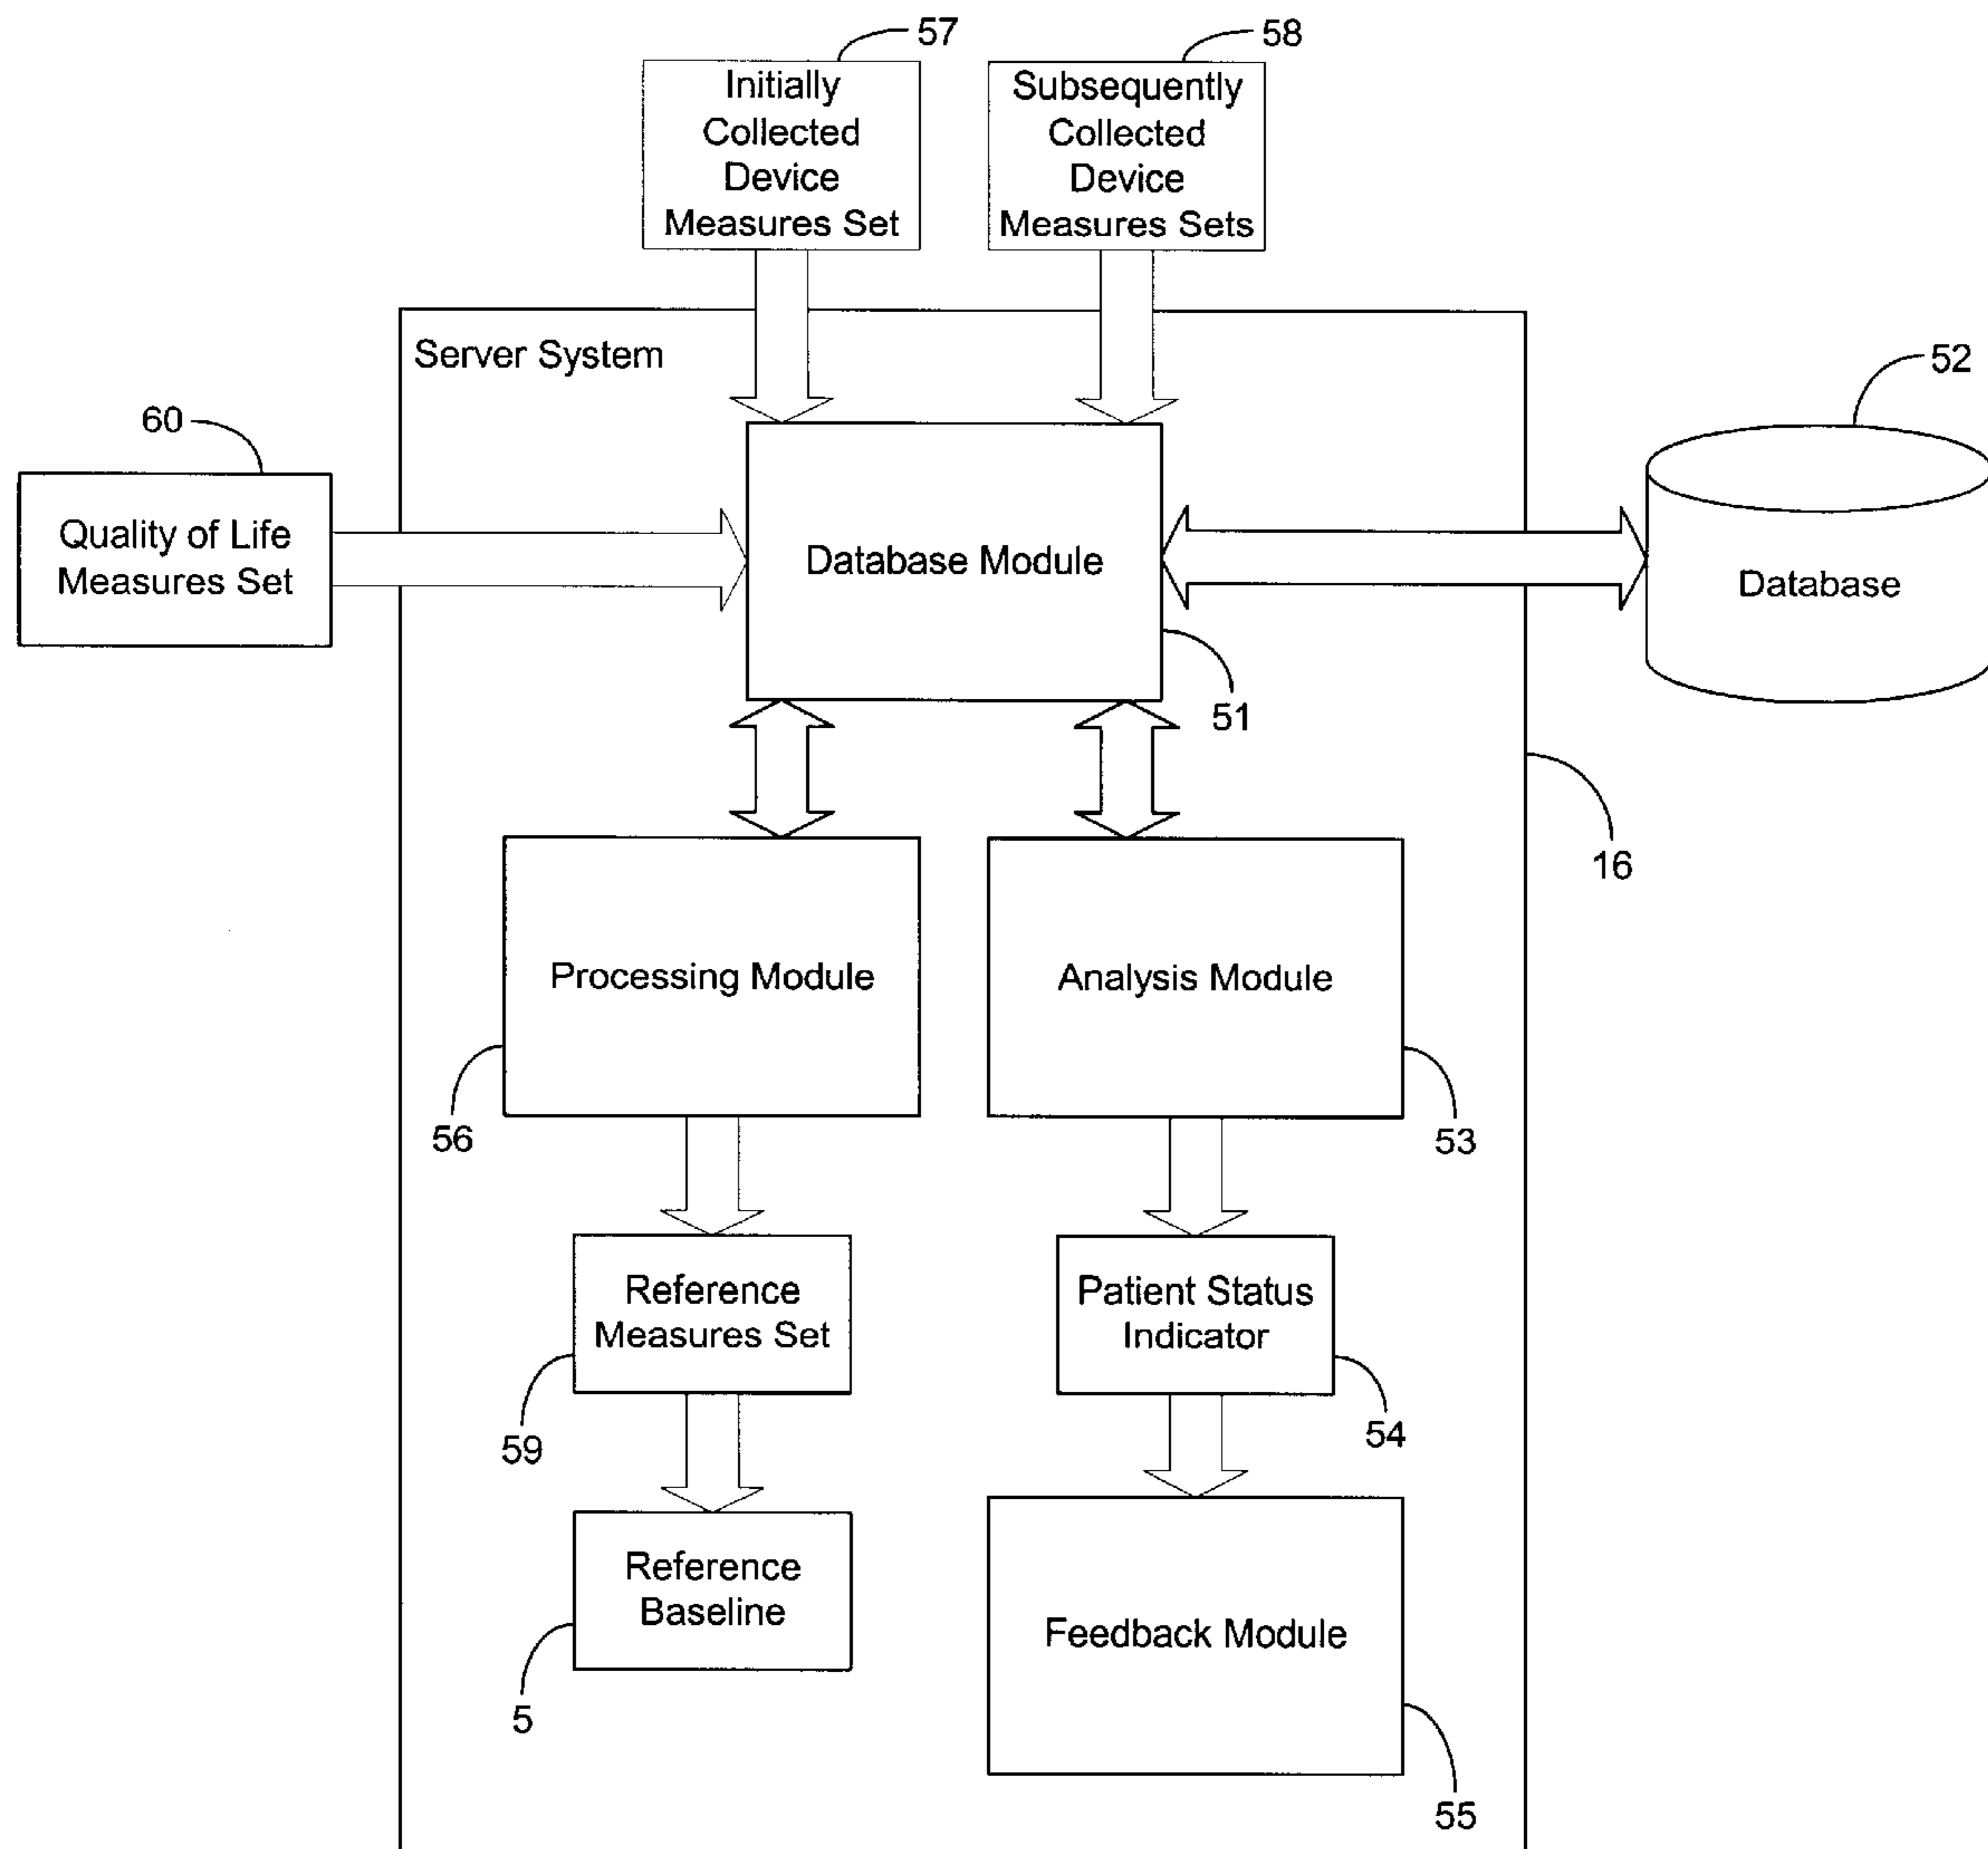 57
58
Initially
Collected
Device
Measures Set
Subsequently
Collected
Device
Measures Sets
Server System
52
60
Quality of Life
Measures Set
Database Module
Database
51
16
Processing Module
Analysis Module
56
53
Reference
Measures Set
Patient Status
Indicator
59
54
Reference
Baseline
Feedback Module
5
55